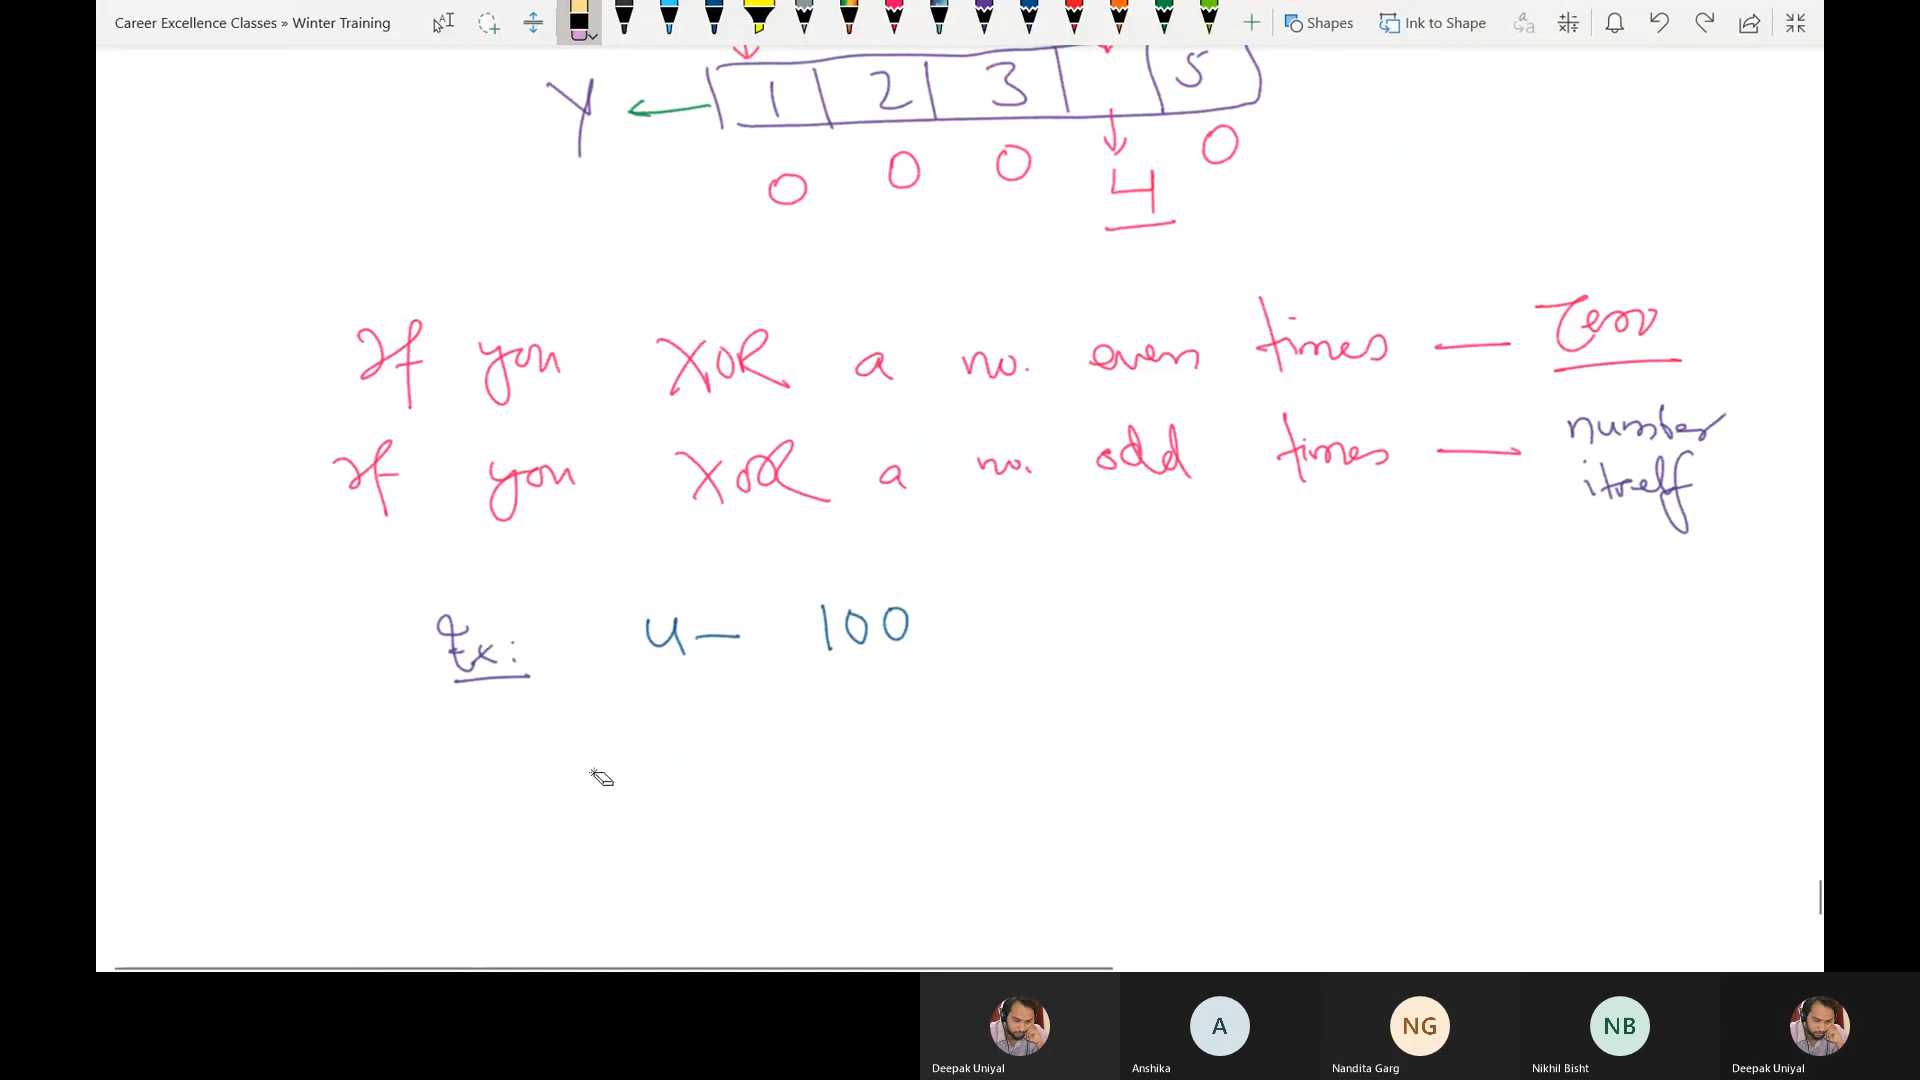 Career Excellence Classes » Winter Training
Shapes
Ink to Shape
Y
1 2 3 5
0 0 0 4 0
If you XOR a no. even times — Zero
If you XOR a no. odd times — number itself
Ex: 4 — 100
Deepak Uniyal
A
Anshika
NG
Nandita Garg
NB
Nikhil Bisht
Deepak Uniyal